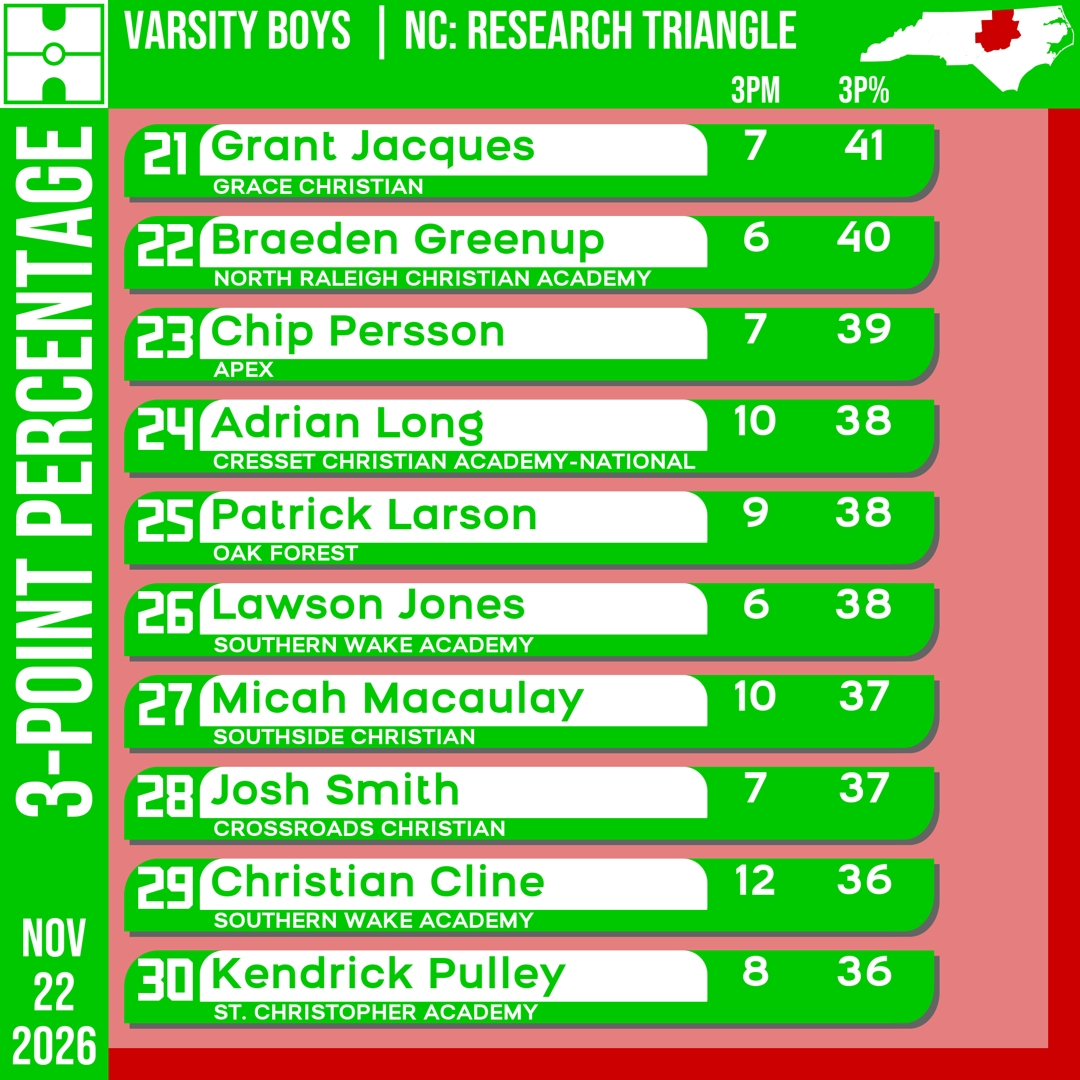 VARSITY BOYS | NC: RESEARCH TRIANGLE
3PM 3P%
3-POINT PERCENTAGE
NOV
22
2026
21 Grant Jacques 7 41
GRACE CHRISTIAN
22 Braeden Greenup 6 40
NORTH RALEIGH CHRISTIAN ACADEMY
23 Chip Persson 7 39
APEX
24 Adrian Long 10 38
CRESSET CHRISTIAN ACADEMY-NATIONAL
25 Patrick Larson 9 38
OAK FOREST
26 Lawson Jones 6 38
SOUTHERN WAKE ACADEMY
27 Micah Macaulay 10 37
SOUTHSIDE CHRISTIAN
28 Josh Smith 7 37
CROSSROADS CHRISTIAN
29 Christian Cline 12 36
SOUTHERN WAKE ACADEMY
30 Kendrick Pulley 8 36
ST. CHRISTOPHER ACADEMY